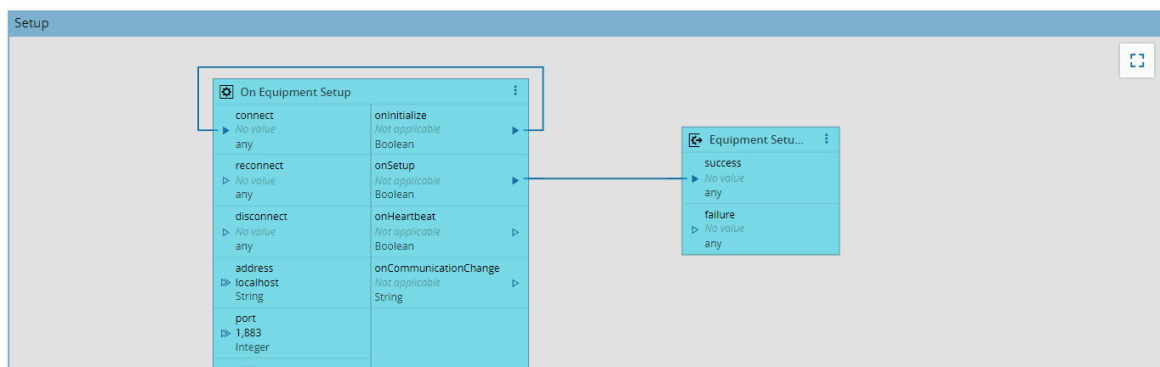 Setup
On Equipment Setup
connect
No value
any
onInitialize
Not applicable
Boolean
reconnect
No value
any
onSetup
Not applicable
Boolean
disconnect
No value
any
onHeartbeat
Not applicable
Boolean
address
localhost
String
onCommunicationChange
Not applicable
String
port
1,883
Integer
Equipment Setu...
success
No value
any
failure
No value
any